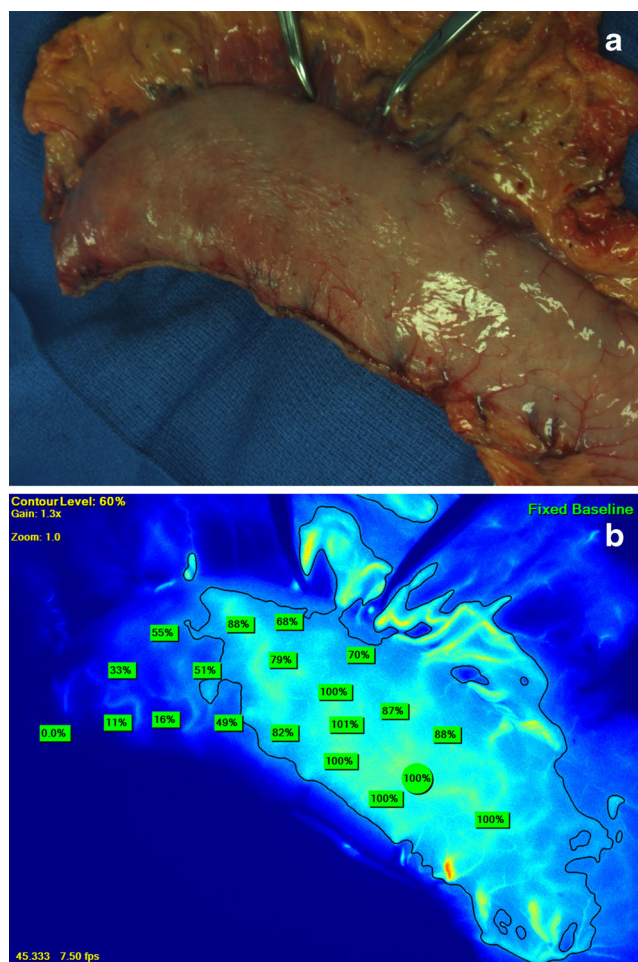 a
Contour Level: 60%
Gain: 1.3x
Zoom: 1.0
Fixed Baseline
b
88%
68%
55%
70%
79%
33%
51%
100%
87%
11%
16%
49%
101%
0.0%
82%
88%
100%
100%
100%
100%
45.333 7.50 fps